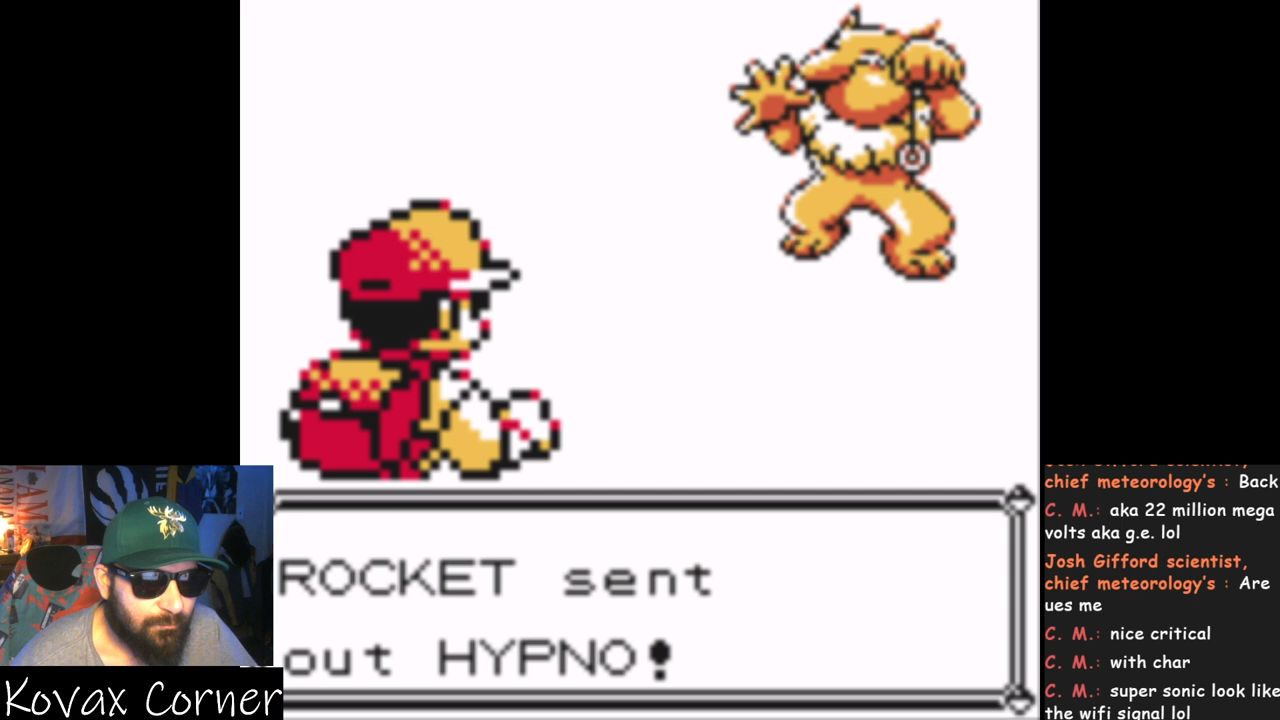 ROCKET sent
out HYPNO!
Kovax Corner
chief meteorology's : Back
C. M.: aka 22 million mega
volts aka g.e. lol
Josh Gifford scientist,
chief meteorology's : Are
ues me
C. M.: nice critical
C. M.: with char
C. M.: super sonic look like
the wifi signal lol